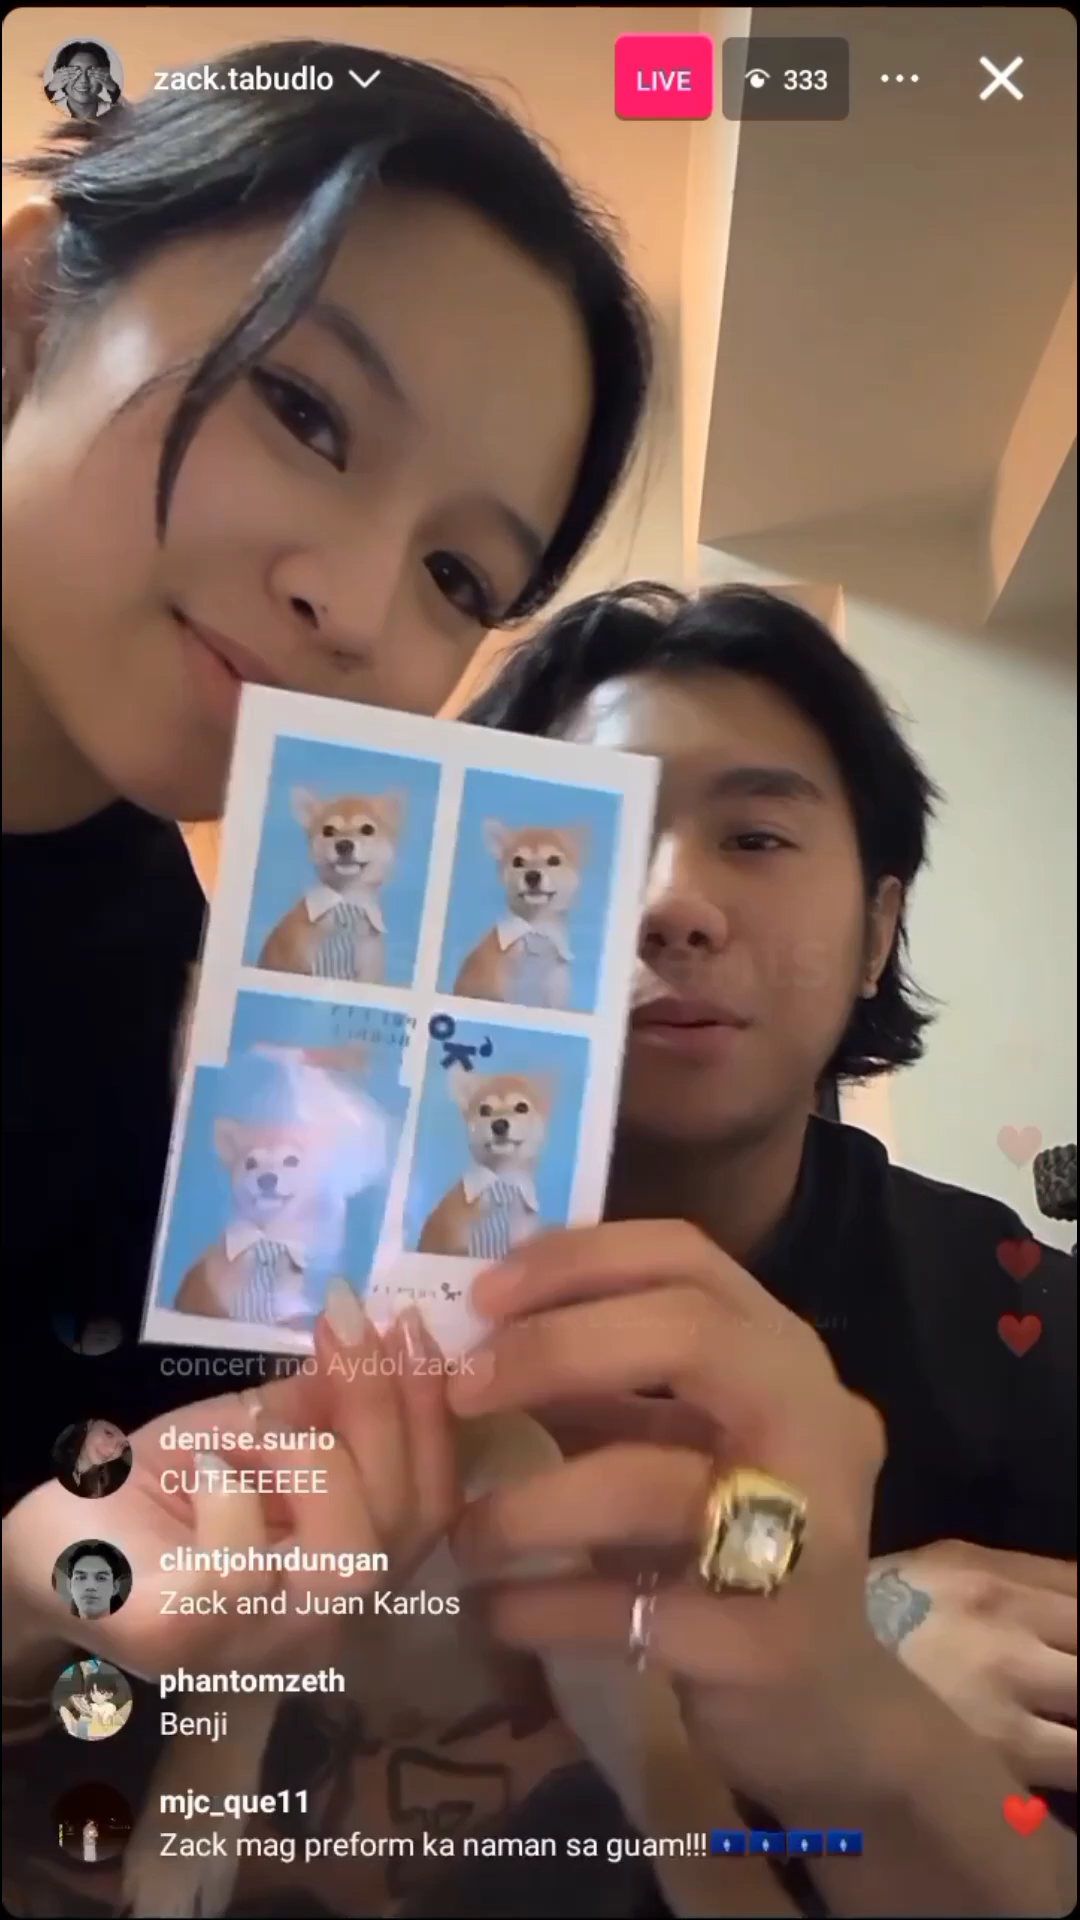 zack.tabudlo
LIVE
333
concert mo Aydol zack
denise.surio
CUTEEEEEE
clintjohndungan
Zack and Juan Karlos
phantomzeth
Benji
mjc_que11
Zack mag preform ka naman sa guam!!!🇬🇺🇬🇺🇬🇺🇬🇺